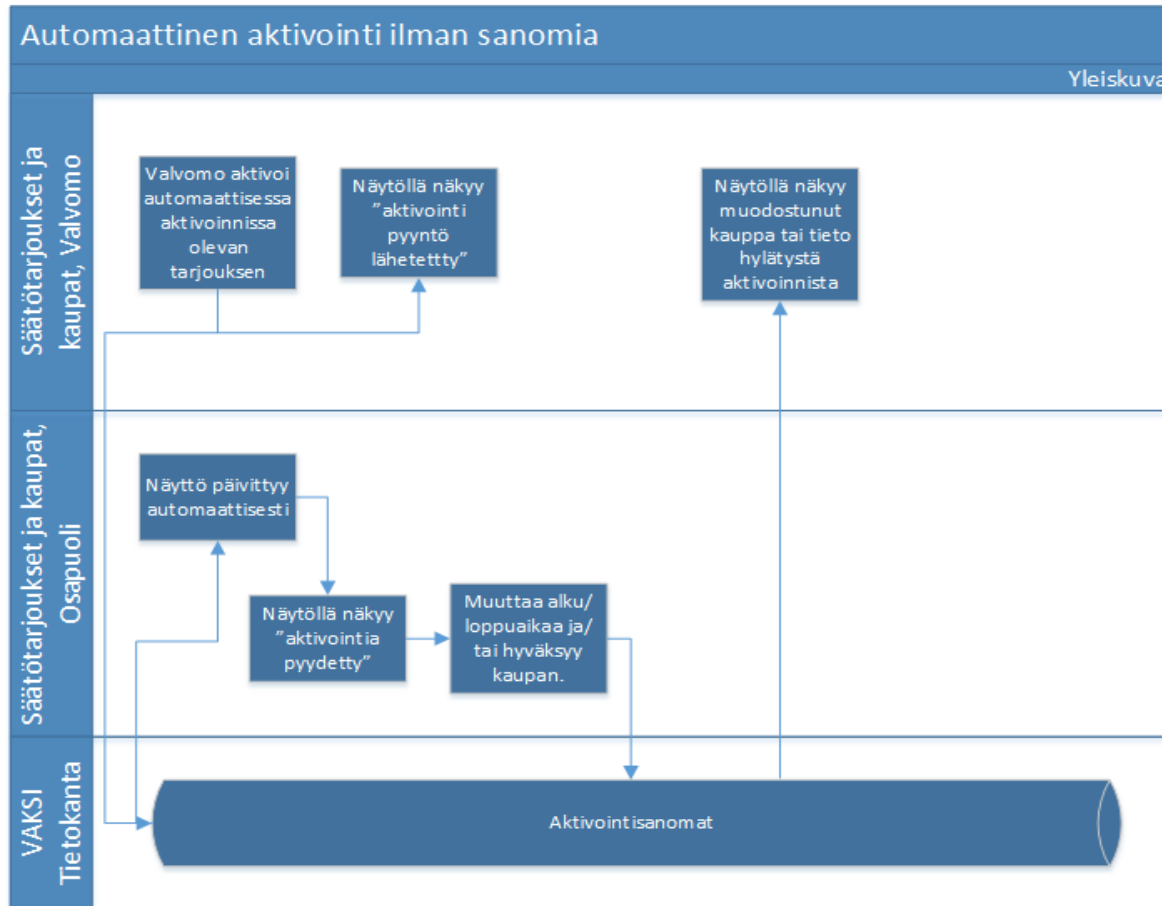 Automaattinen aktivointi ilman sanomia
Yleiskuva
Säätötarjoukset ja
kaupat, Valvomo
Valvomo aktivoi
automaattisessa
aktivoinnissa
olevan
tarjouksen
Näytöllä näkyy
”aktivointi
pyyntö
lähetettty”
Näytöllä näkyy
muodostunut
kauppa tai tieto
hylätystä
aktivoinnista
Säätötarjoukset ja kaupat,
Osapuoli
Näyttö päivittyy
automaattisesti
Näytöllä näkyy
”aktivointia
pyydetty”
Muuttaa alku/
loppuaikaa ja/
tai hyväksyy
kaupan.
VAKSI
Tietokanta
Aktivointisanomat